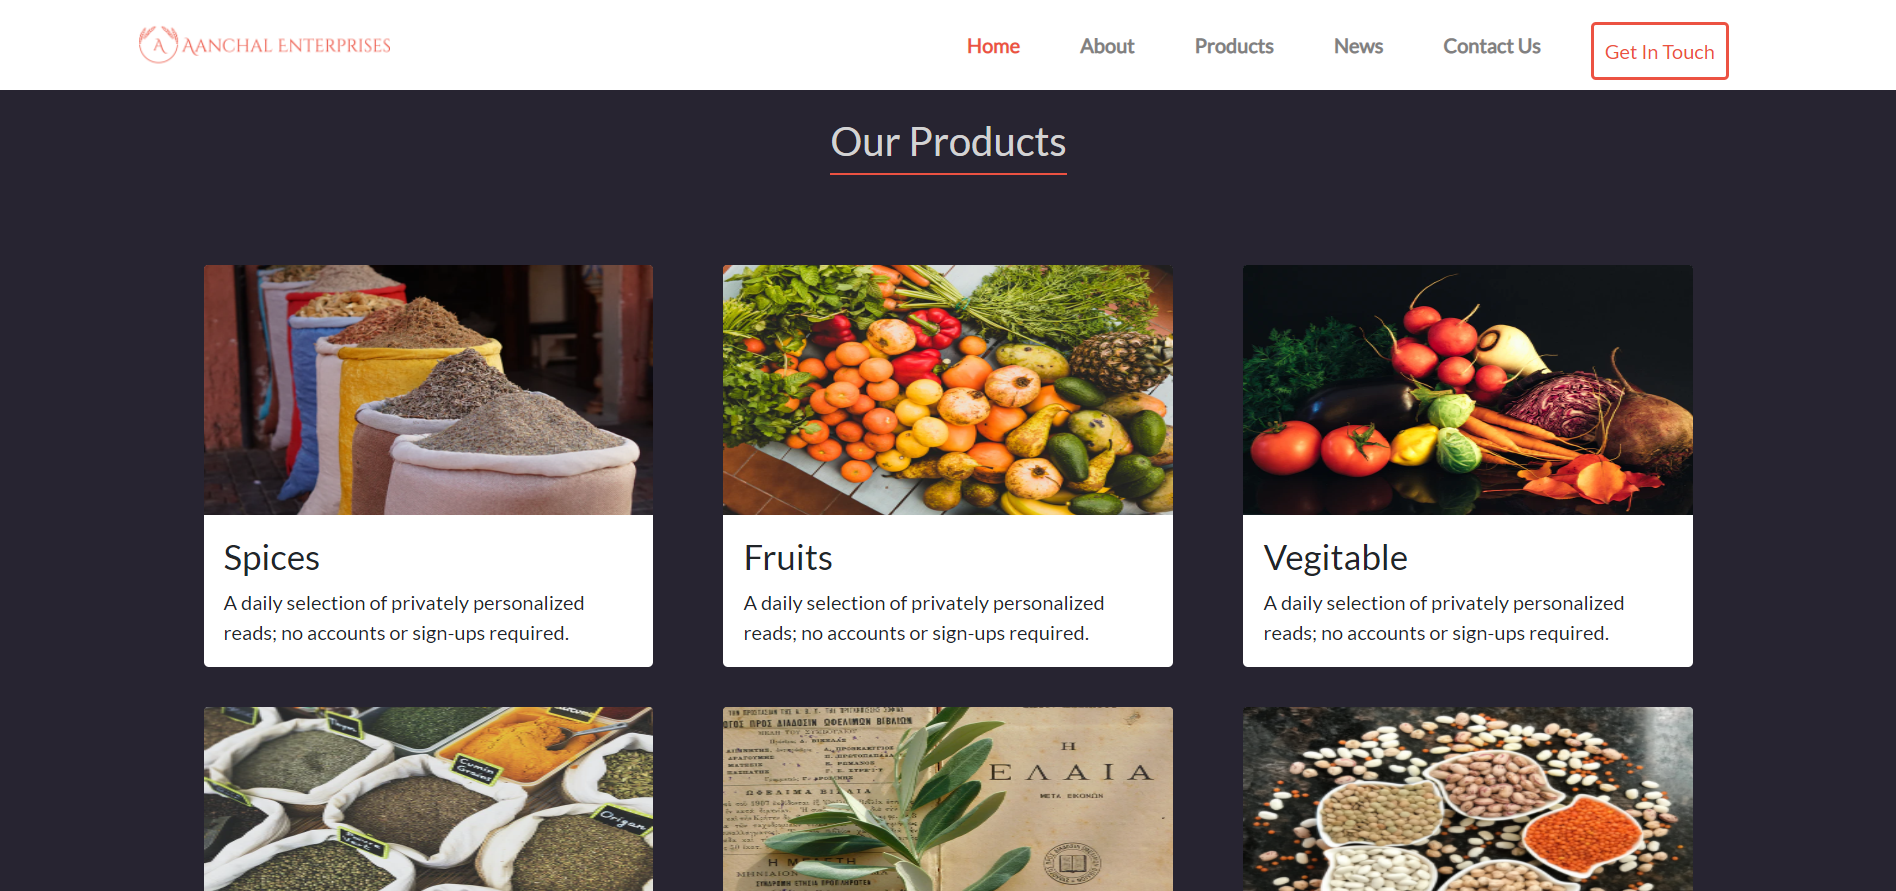 AANCHAL ENTERPRISES
Home
About
Products
News
Contact Us
Get In Touch
Our Products
Spices
A daily selection of privately personalized
reads; no accounts or sign-ups required.
Fruits
A daily selection of privately personalized
reads; no accounts or sign-ups required.
Vegitable
A daily selection of privately personalized
reads; no accounts or sign-ups required.
Cumin
Grains
Origan
ΩΦΕΛΙΜΑ ΒΙΒΛΙΑ
Η ΜΕΛΕΤΗ
Η
ΕΛΑΙΑ
ΜΕΤΑ ΕΙΚΟΝΩΝ